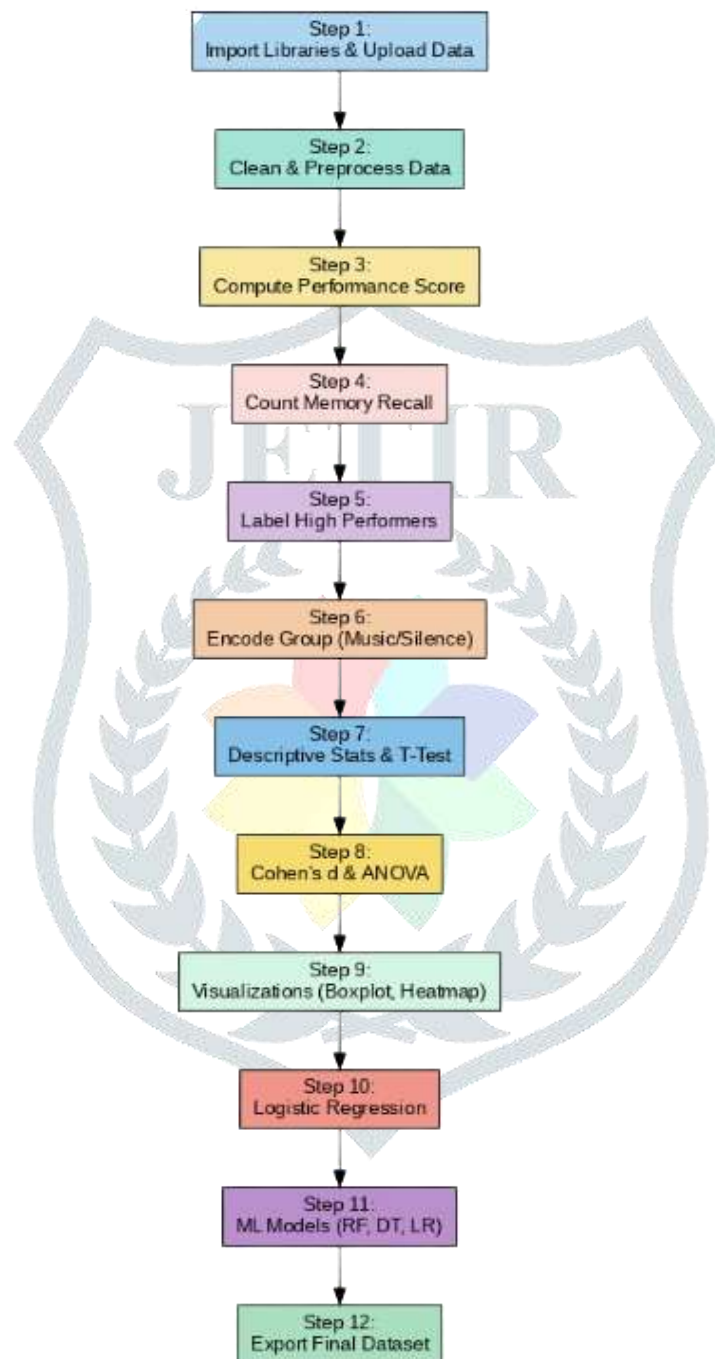 Step 1:
Import Libraries & Upload Data
Step 2:
Clean & Preprocess Data
Step 3:
Compute Performance Score
Step 4:
Count Memory Recall
JETIR
Step 5:
Label High Performers
Step 6:
Encode Group (Music/Silence)
Step 7:
Descriptive Stats & T-Test
Step 8:
Cohen's d & ANOVA
Step 9:
Visualizations (Boxplot, Heatmap)
Step 10:
Logistic Regression
Step 11:
ML Models (RF, DT, LR)
Step 12:
Export Final Dataset